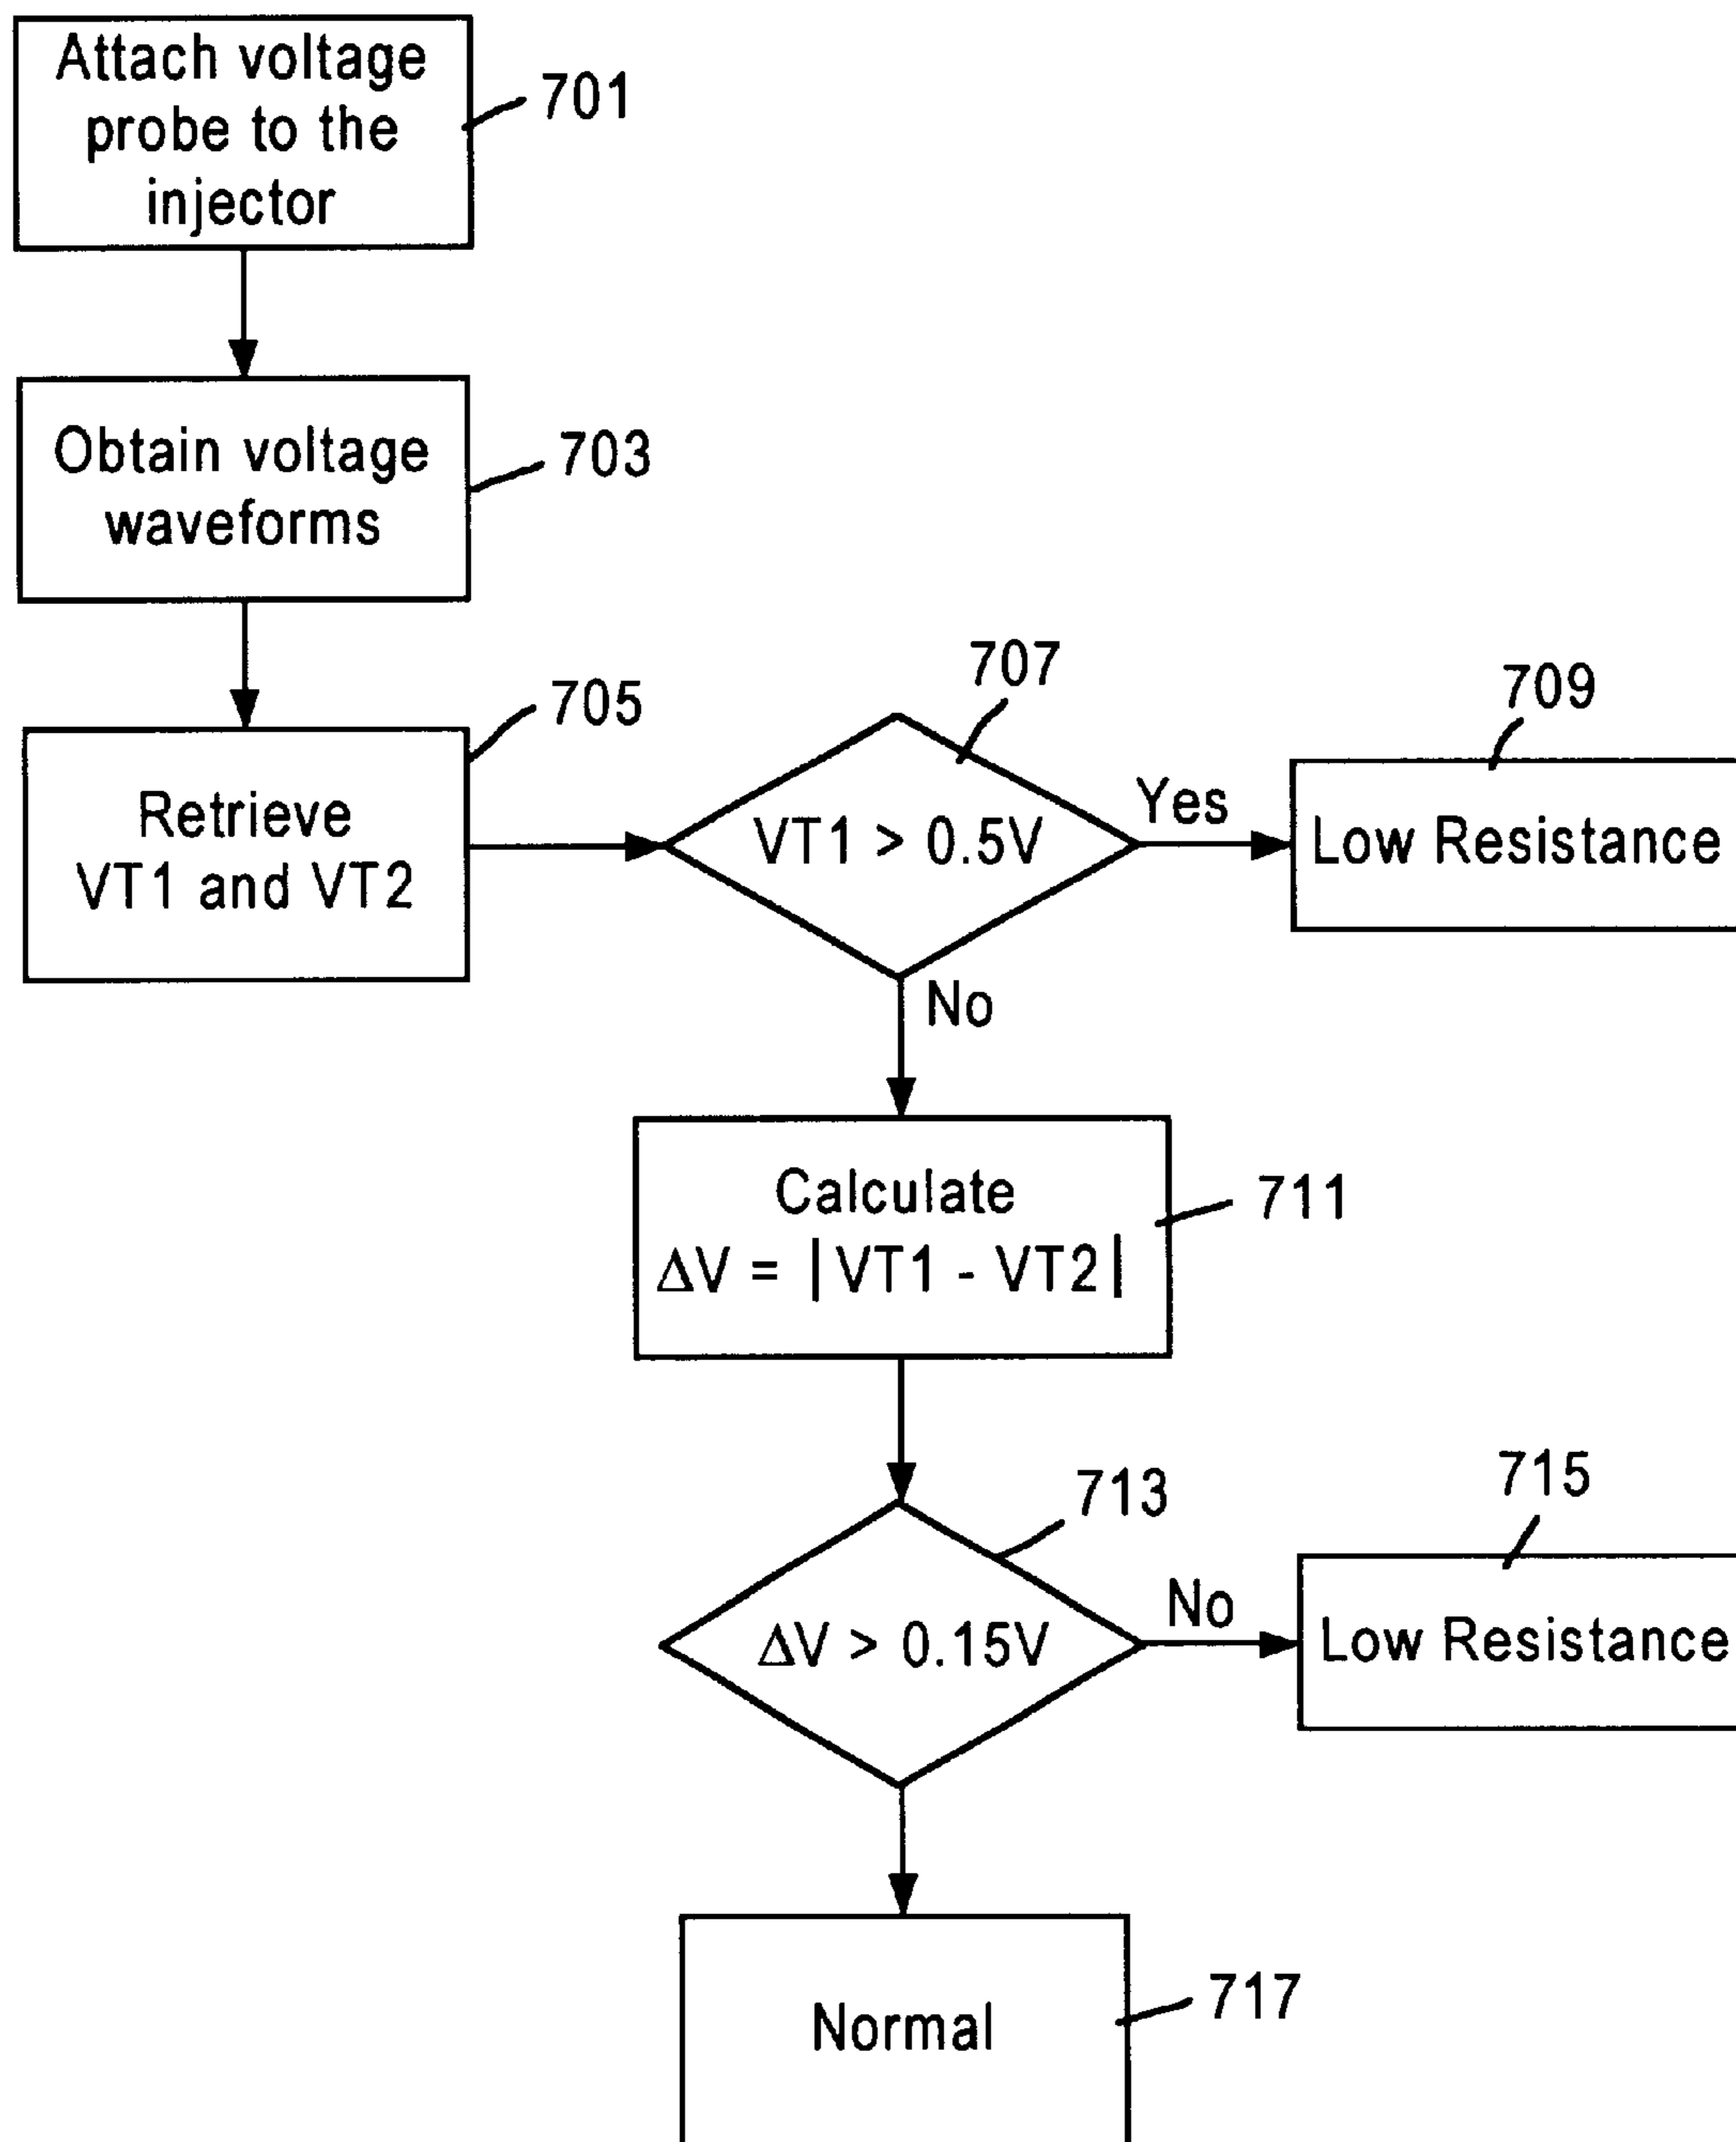 Attach voltage
probe to the
injector
701
Obtain voltage
waveforms
703
Retrieve
VT1 and VT2
705
VT1 > 0.5V
707
Yes
Low Resistance
709
No
Calculate
ΔV = |VT1 - VT2|
711
ΔV > 0.15V
713
No
Low Resistance
715
Normal
717